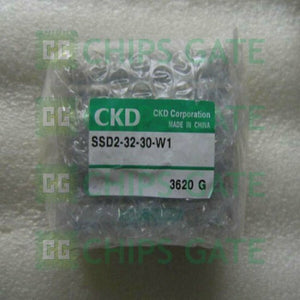 CHIPS GATE
CKD
CKD Corporation
MADE IN CHINA
SSD2-32-30-W1
3620 G
CHIPS GATE